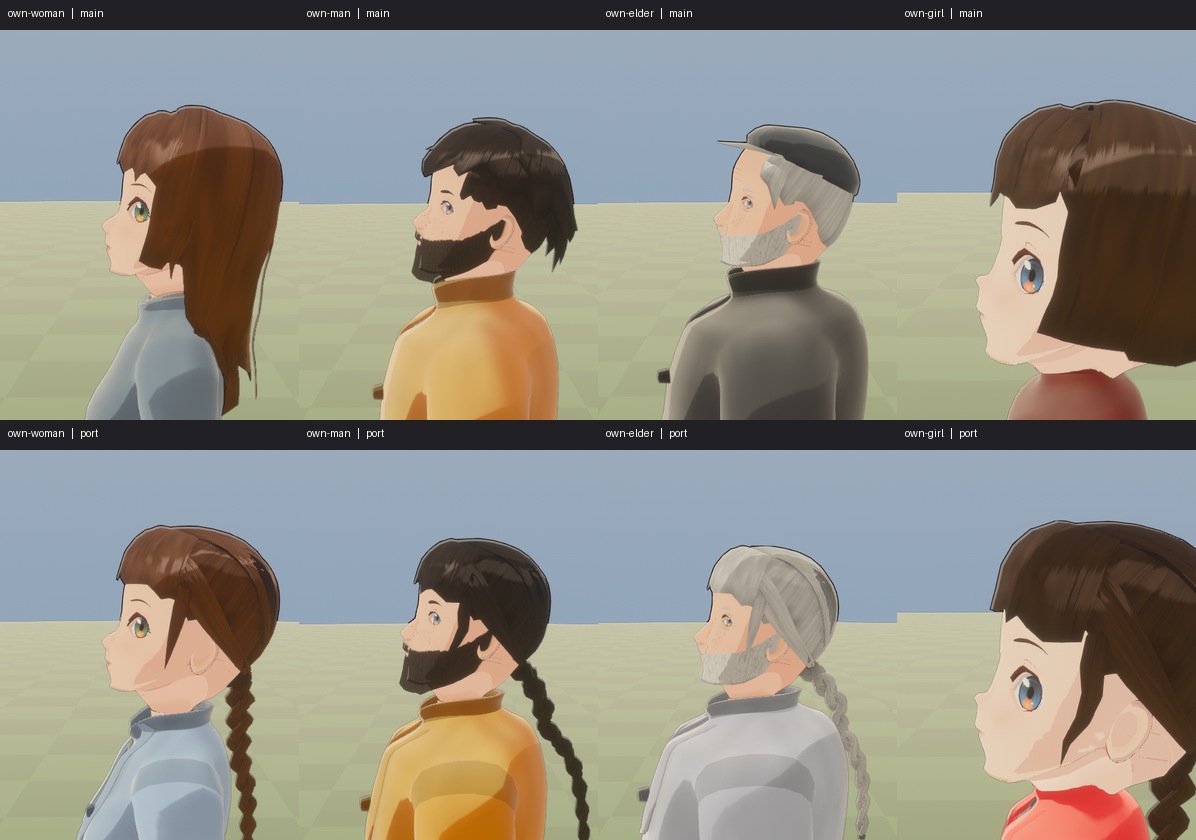 own-woman | main
own-man | main
own-elder | main
own-girl | main
own-woman | port
own-man | port
own-elder | port
own-girl | port